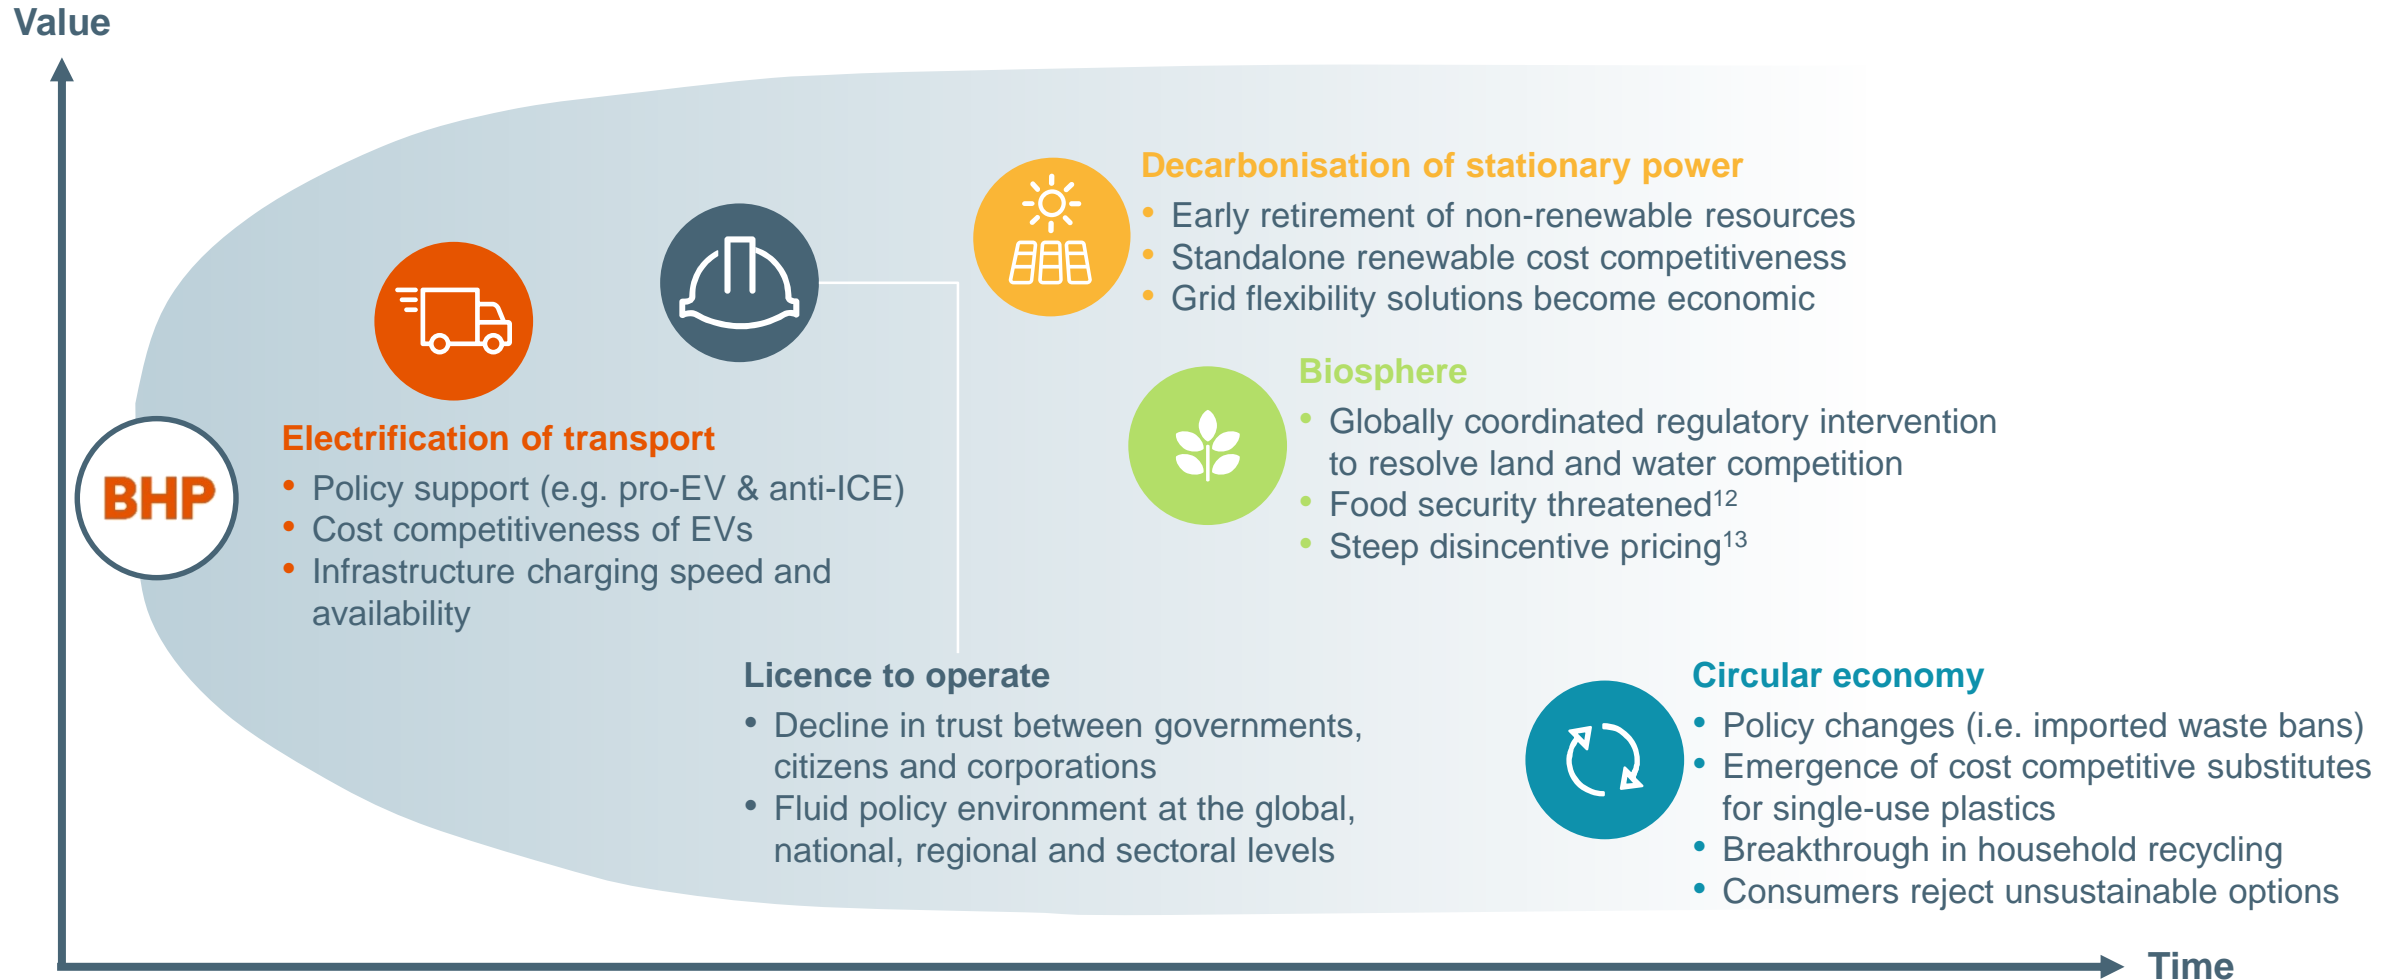 Value
Decarbonisation of stationary power
• Early retirement of non-renewable resources
• Standalone renewable cost competitiveness
• Grid flexibility solutions become economic
Biosphere
• Globally coordinated regulatory intervention
to resolve land and water competition
• Food security threatened¹²
• Steep disincentive pricing¹³
BHP
Electrification of transport
• Policy support (e.g. pro-EV & anti-ICE)
• Cost competitiveness of EVs
• Infrastructure charging speed and
availability
Licence to operate
• Decline in trust between governments,
citizens and corporations
• Fluid policy environment at the global,
national, regional and sectoral levels
Circular economy
• Policy changes (i.e. imported waste bans)
• Emergence of cost competitive substitutes
for single-use plastics
• Breakthrough in household recycling
• Consumers reject unsustainable options
Time